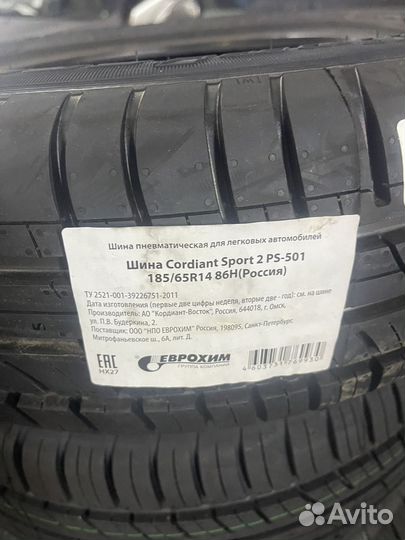 TWI
Шина пневматическая для легковых автомобилей
Шина Cordiant Sport 2 PS-501
185/65R14 86H(Россия)
ТУ 2521-001-39226751-2011
Дата изготовления (первые две цифры неделя, вторые две - год): см. на шине
Производитель: АО "Кордиант-Восток", Россия, 644018, г. Омск,
ул. П.В. Будеркина, 2.
Поставщик: ООО "НПО ЕВРОХИМ" Россия, 198095, Санкт-Петербург,
Митрофаньевское ш., 6А, лит. Д.
ЕАС
НХ27
ЕВРОХИМ
ГРУППА КОМПАНИЙ
Avito